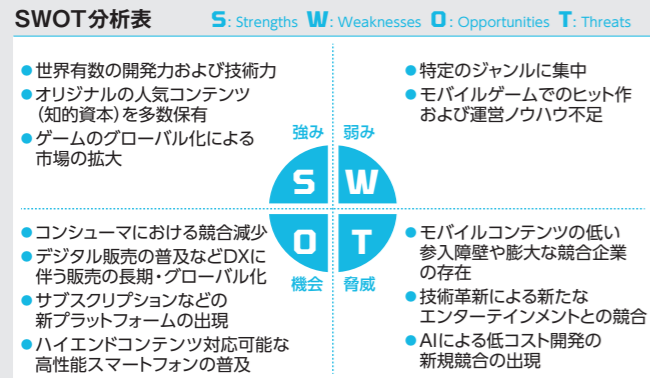 SWOT分析表 S: Strengths W: Weaknesses O: Opportunities T: Threats
●世界有数の開発力および技術力
●オリジナルの人気コンテンツ
（知的資本）を多数保有
●ゲームのグローバル化による
市場の拡大
●特定のジャンルに集中
●モバイルゲームでのヒット作
および運営ノウハウ不足
強み 弱み
S W
O T
機会 脅威
●コンシューマにおける競合減少
●デジタル販売の普及などDXに
伴う販売の長期・グローバル化
●サブスクリプションなどの
新プラットフォームの出現
●ハイエンドコンテンツ対応可能な
高性能スマートフォンの普及
●モバイルコンテンツの低い
参入障壁や膨大な競合企業
の存在
●技術革新による新たな
エンターテインメントとの競合
●AIによる低コスト開発の
新規競合の出現